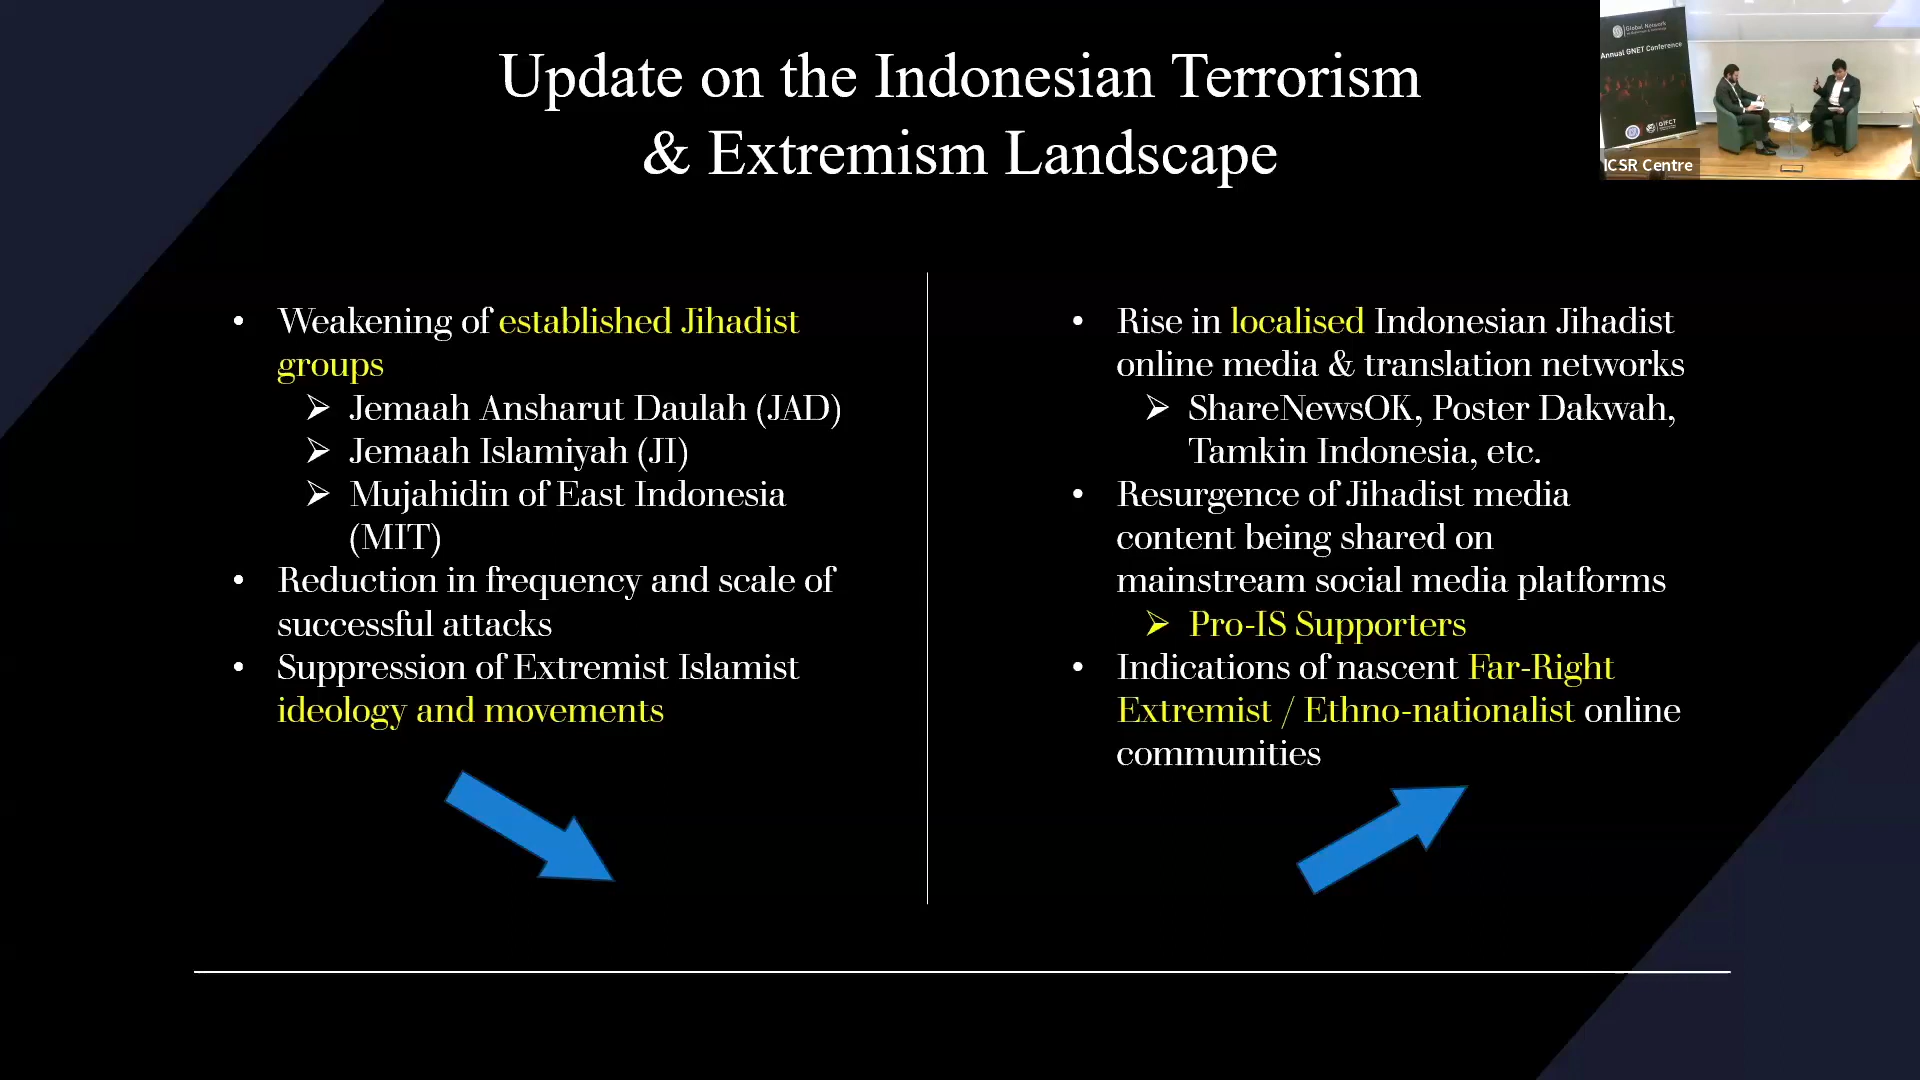 Update on the Indonesian Terrorism
& Extremism Landscape
• Weakening of established Jihadist
groups
➢ Jemaah Ansharut Daulah (JAD)
➢ Jemaah Islamiyah (JI)
➢ Mujahidin of East Indonesia
(MIT)
• Reduction in frequency and scale of
successful attacks
• Suppression of Extremist Islamist
ideology and movements
• Rise in localised Indonesian Jihadist
online media & translation networks
➢ ShareNewsOK, Poster Dakwah,
Tamkin Indonesia, etc.
• Resurgence of Jihadist media
content being shared on
mainstream social media platforms
➢ Pro-IS Supporters
• Indications of nascent Far-Right
Extremist / Ethno-nationalist online
communities
Global Network
Annual GNET Conference
GIFCT
ICSR Centre